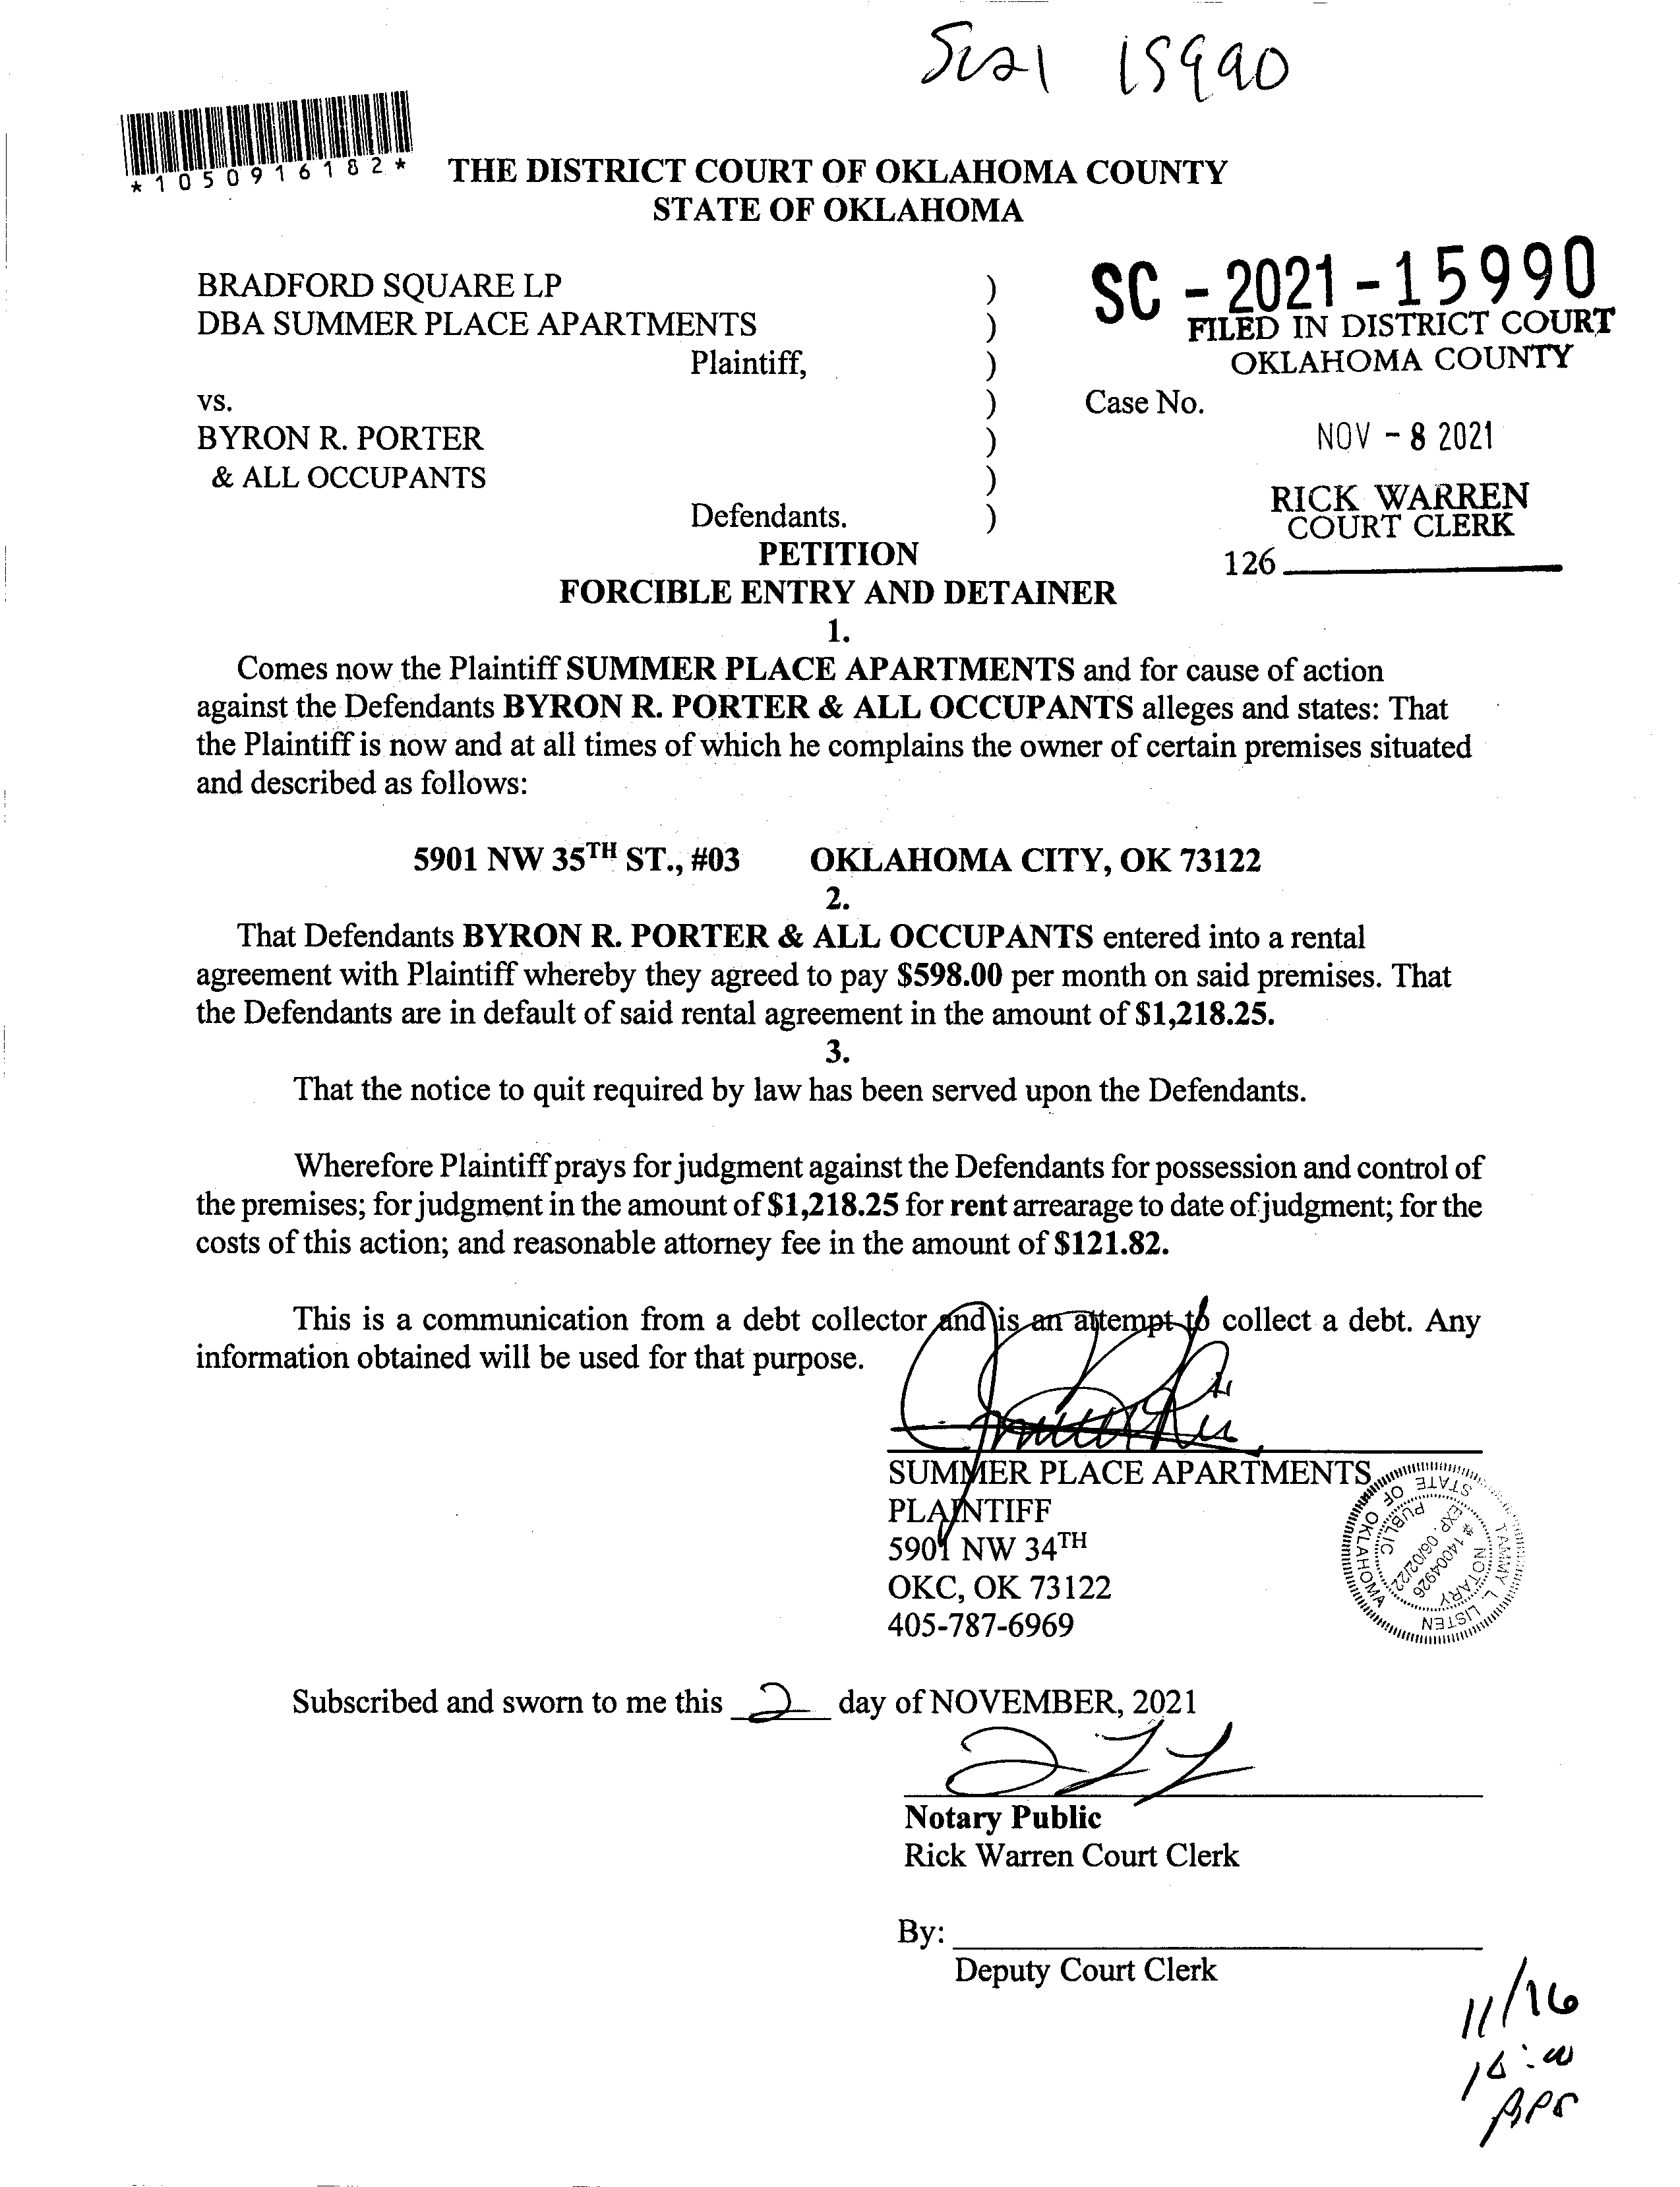 SC21 15990
*1050916182*
THE DISTRICT COURT OF OKLAHOMA COUNTY
STATE OF OKLAHOMA
BRADFORD SQUARE LP )
DBA SUMMER PLACE APARTMENTS )
Plaintiff, )
vs. )
BYRON R. PORTER )
& ALL OCCUPANTS )
Defendants. )
SC - 2021 - 15990
FILED IN DISTRICT COURT
OKLAHOMA COUNTY
Case No.
NOV - 8 2021
RICK WARREN
COURT CLERK
126
PETITION
FORCIBLE ENTRY AND DETAINER
1.
Comes now the Plaintiff SUMMER PLACE APARTMENTS and for cause of action
against the Defendants BYRON R. PORTER & ALL OCCUPANTS alleges and states: That
the Plaintiff is now and at all times of which he complains the owner of certain premises situated
and described as follows:
5901 NW 35TH ST., #03 OKLAHOMA CITY, OK 73122
2.
That Defendants BYRON R. PORTER & ALL OCCUPANTS entered into a rental
agreement with Plaintiff whereby they agreed to pay $598.00 per month on said premises. That
the Defendants are in default of said rental agreement in the amount of $1,218.25.
3.
That the notice to quit required by law has been served upon the Defendants.
Wherefore Plaintiff prays for judgment against the Defendants for possession and control of
the premises; for judgment in the amount of $1,218.25 for rent arrearage to date of judgment; for the
costs of this action; and reasonable attorney fee in the amount of $121.82.
This is a communication from a debt collector and is an attempt to collect a debt. Any
information obtained will be used for that purpose.
SUMMER PLACE APARTMENTS
PLAINTIFF
5901 NW 34TH
OKC, OK 73122
405-787-6969
TAMMY L. LISTEN
NOTARY PUBLIC
# 14004926
EXP. 06/02/22
STATE OF OKLAHOMA
Subscribed and sworn to me this 2 day of NOVEMBER, 2021
Notary Public
Rick Warren Court Clerk
By:
Deputy Court Clerk
11/16